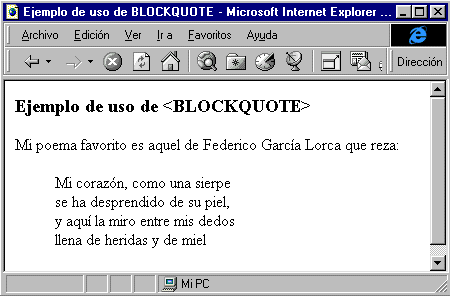 Ejemplo de uso de BLOCKQUOTE - Microsoft Internet Explorer ...
Archivo Edición Ver Ir a Favoritos Ayuda
Dirección
Ejemplo de uso de <BLOCKQUOTE>
Mi poema favorito es aquel de Federico García Lorca que reza:
Mi corazón, como una sierpe
se ha desprendido de su piel,
y aquí la miro entre mis dedos
llena de heridas y de miel
Mi PC